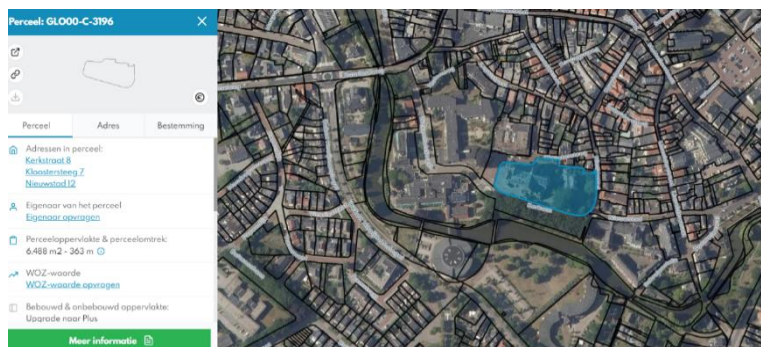 Perceel: GLO00-C-3196
Perceel
Adres
Bestemming
Adressen in perceel:
Kerkstraat 8
Kloostersteeg 7
Nieuwstad 12
Eigenaar van het perceel
Eigenaar opvragen
Perceeloppervlakte & perceelomtrek:
6.488 m2 - 363 m
WOZ-waarde
WOZ-waarde opvragen
Bebouwd & onbebouwd oppervlakte:
Upgrade naar Plus
Meer informatie